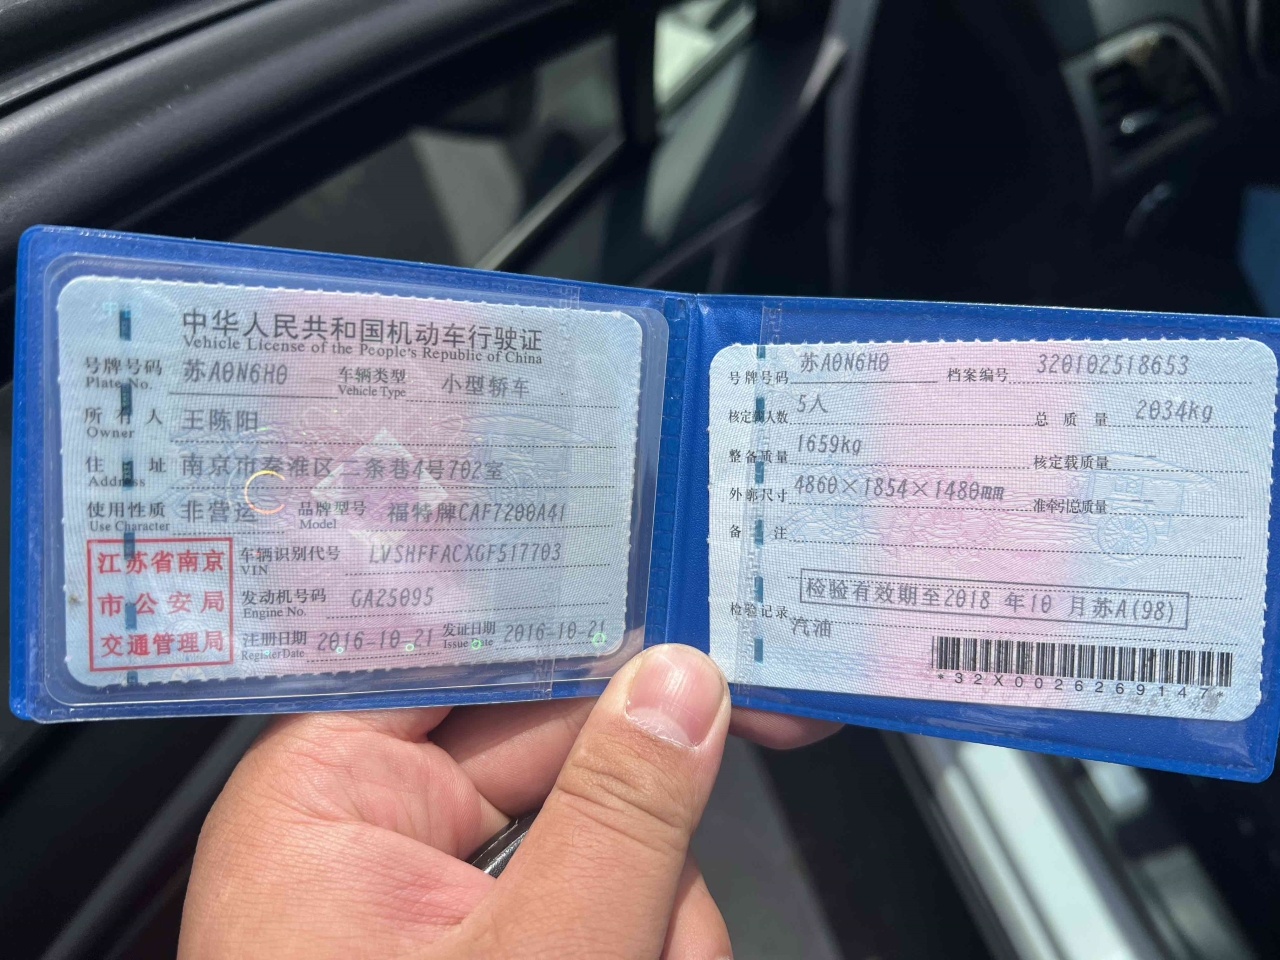 中华人民共和国机动车行驶证
Vehicle License of the People's Republic of China
号牌号码 苏A0N6H0 车辆类型 小型轿车
Plate No. Vehicle Type
所有人 王陈阳
Owner
住址 南京市秦淮区二条巷4号702室
Address
使用性质 非营运 品牌型号 福特牌CAF7200A41
Use Character Model
江苏省南京
市公安局
交通管理局
车辆识别代号 LVSHFFACXGF517703
VIN
发动机号码 GA25095
Engine No.
注册日期 2016-10-21 发证日期 2016-10-21
Register Date Issue Date
号牌号码 苏A0N6H0 档案编号 320102518653
核定载人数 5人 总质量 2034kg
整备质量 1659kg 核定载质量 --
外廓尺寸 4860×1854×1480mm 准牵引总质量 --
备注
检验记录 检验有效期至2018 年10 月苏A(98)
汽油
*32X0026269147*